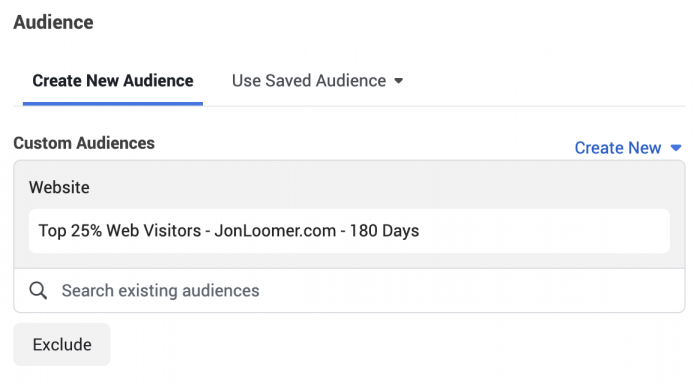 Audience
Create New Audience
Use Saved Audience
Custom Audiences
Create New
Website
Top 25% Web Visitors - JonLoomer.com - 180 Days
Search existing audiences
Exclude